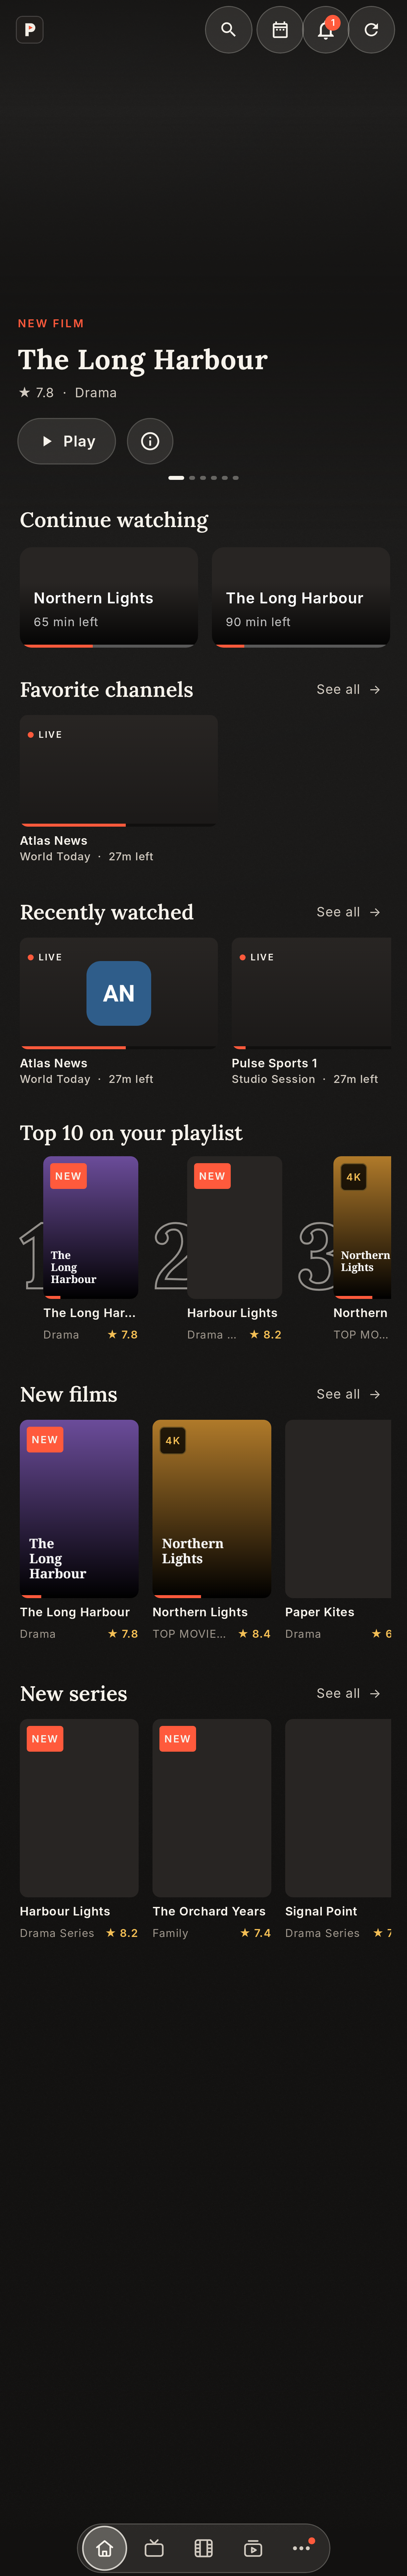 P
1
NEW FILM
The Long Harbour
★ 7.8 · Drama
Play
Continue watching
Northern Lights
65 min left
The Long Harbour
90 min left
Favorite channels
See all →
LIVE
Atlas News
World Today · 27m left
Recently watched
See all →
LIVE
AN
Atlas News
World Today · 27m left
LIVE
Pulse Sports 1
Studio Session · 27m left
Top 10 on your playlist
1
NEW
The
Long
Harbour
The Long Har...
Drama ★ 7.8
2
NEW
Harbour Lights
Drama ... ★ 8.2
3
4K
Northern
Lights
Northern
TOP MO...
New films
See all →
NEW
The
Long
Harbour
The Long Harbour
Drama ★ 7.8
4K
Northern
Lights
Northern Lights
TOP MOVIE... ★ 8.4
Paper Kites
Drama ★ 6
New series
See all →
NEW
Harbour Lights
Drama Series ★ 8.2
NEW
The Orchard Years
Family ★ 7.4
Signal Point
Drama Series ★ 7